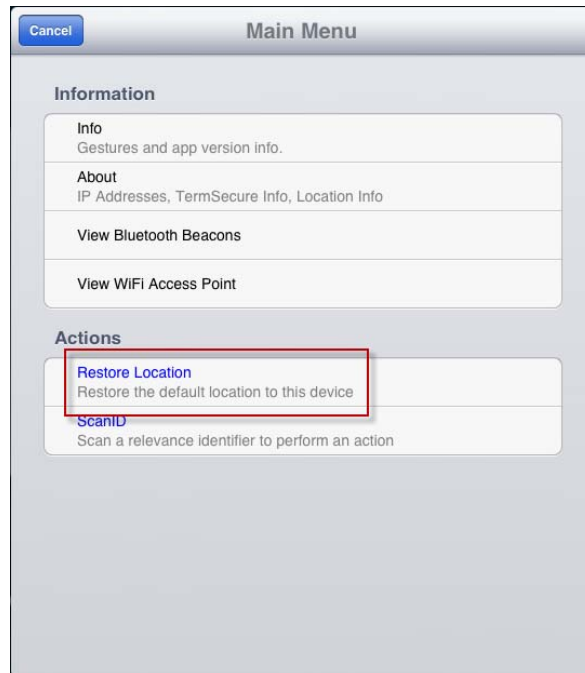 Cancel
Main Menu
Information
Info
Gestures and app version info.
About
IP Addresses, TermSecure Info, Location Info
View Bluetooth Beacons
View WiFi Access Point
Actions
Restore Location
Restore the default location to this device
ScanID
Scan a relevance identifier to perform an action